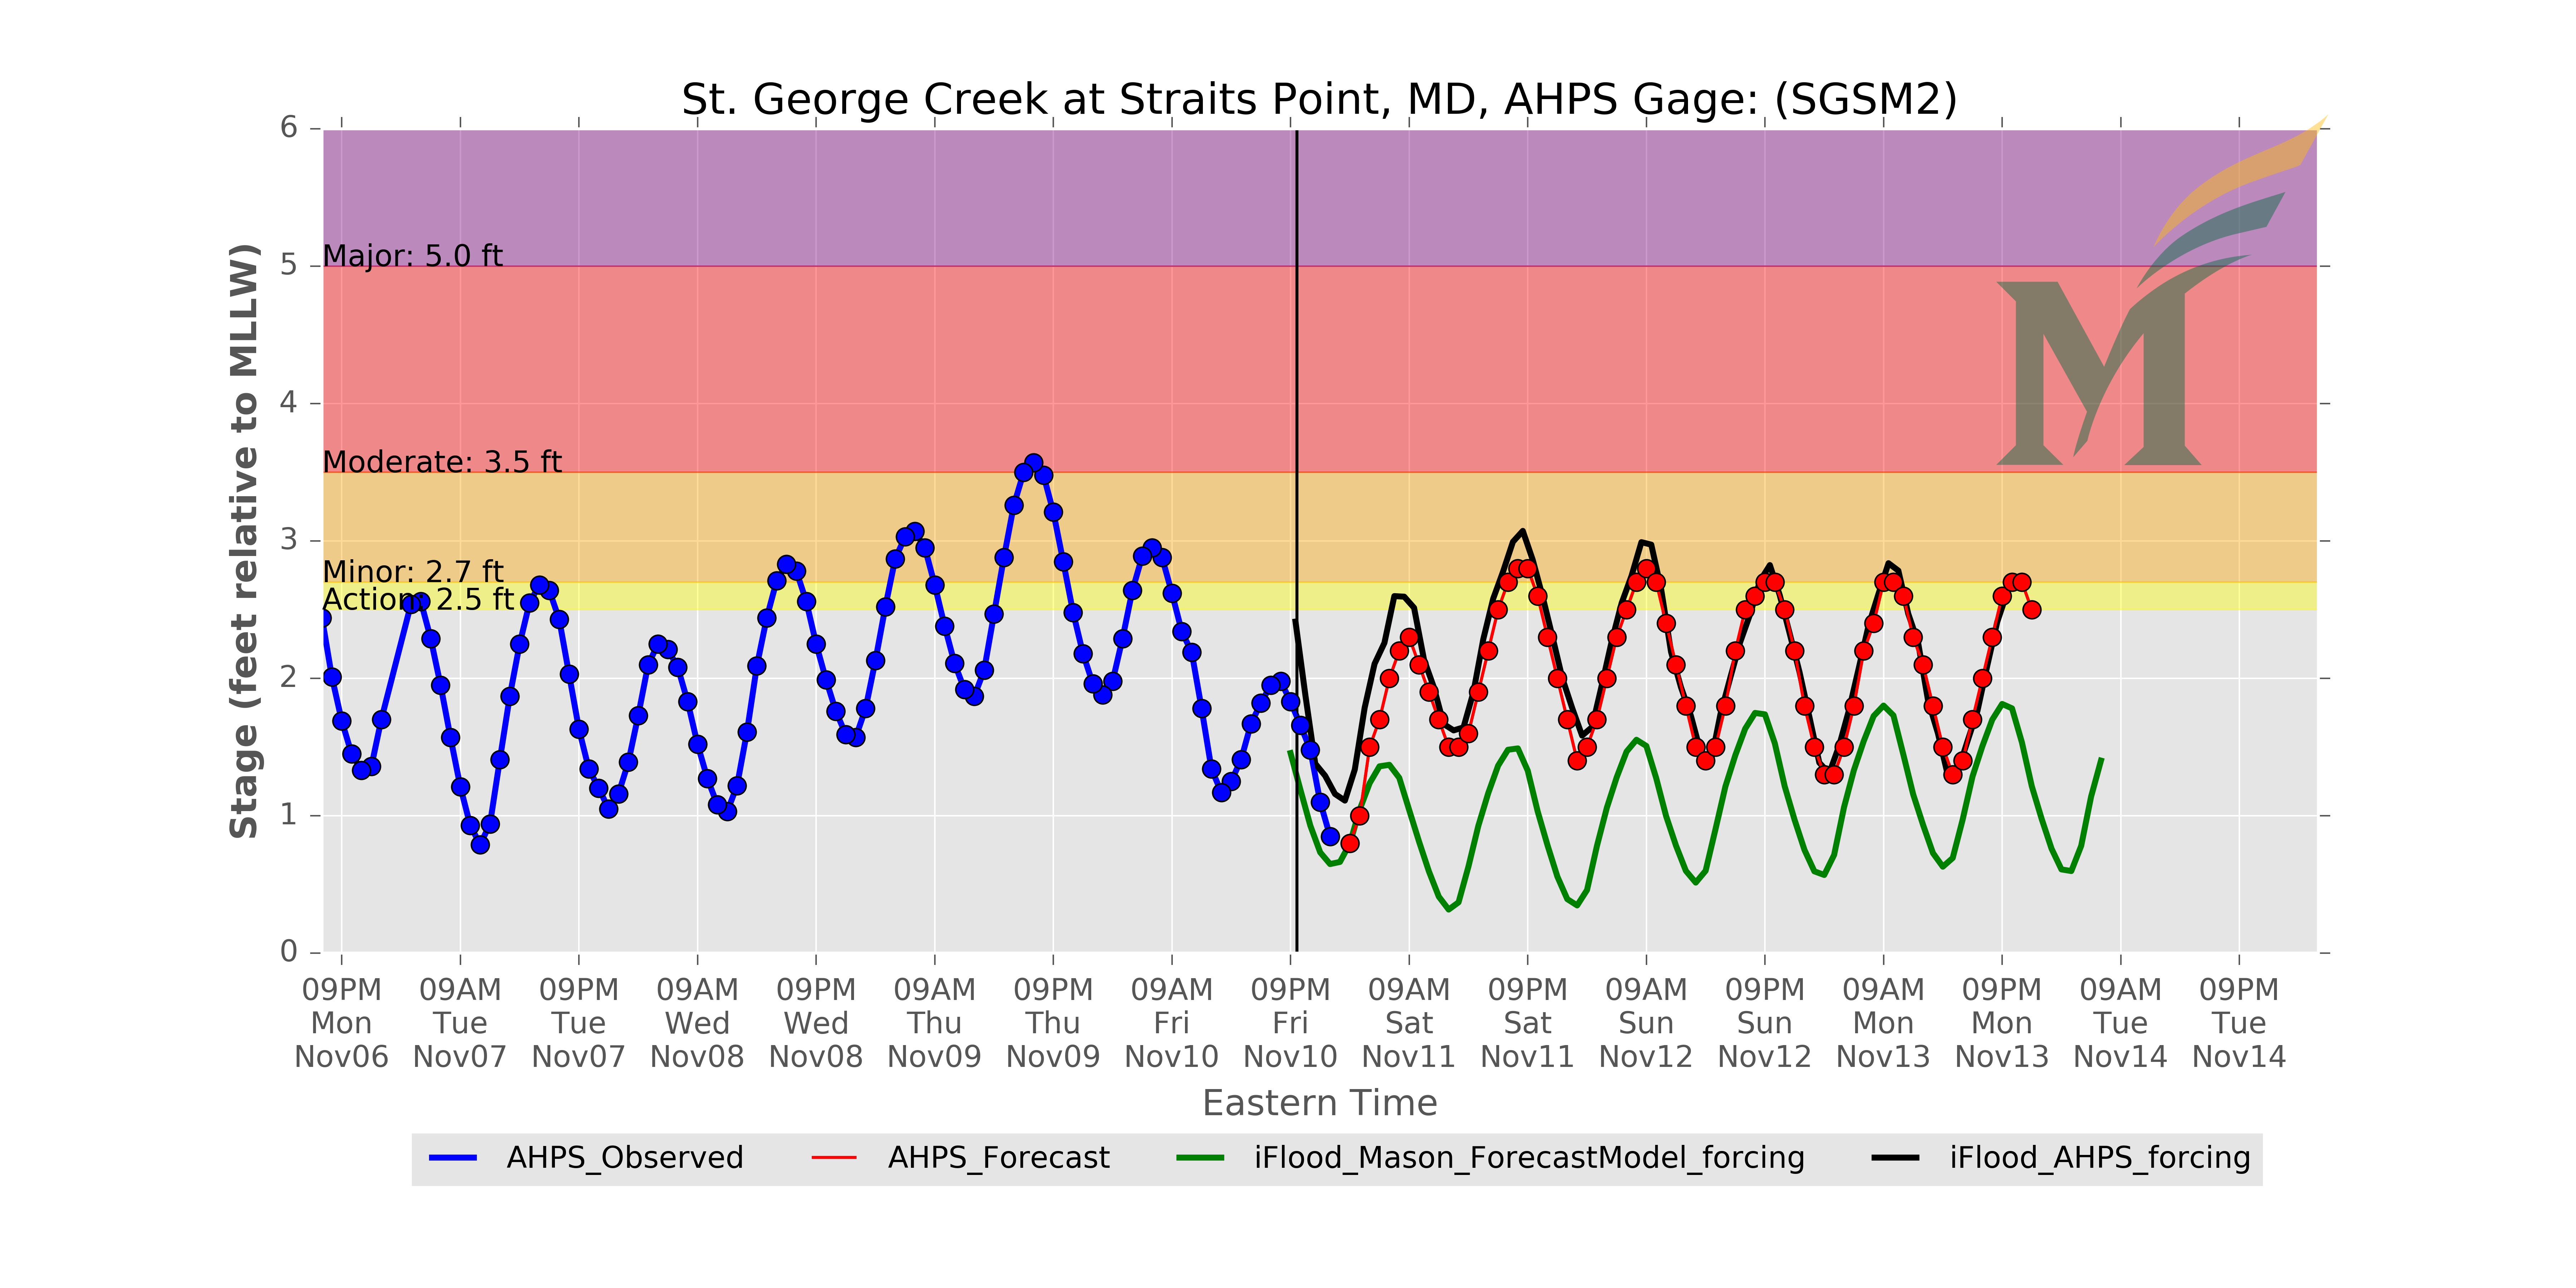 St. George Creek at Straits Point, MD, AHPS Gage: (SGSM2)
Stage (feet relative to MLLW)
6
5
4
3
2
1
0
Major: 5.0 ft
Moderate: 3.5 ft
Minor: 2.7 ft
Action: 2.5 ft
M
09PM 09AM 09PM 09AM 09PM 09AM 09PM 09AM 09PM 09AM 09PM 09AM 09PM 09AM 09PM 09AM 09PM
Mon Tue Tue Wed Wed Thu Thu Fri Fri Sat Sat Sun Sun Mon Mon Tue Tue
Nov06 Nov07 Nov07 Nov08 Nov08 Nov09 Nov09 Nov10 Nov10 Nov11 Nov11 Nov12 Nov12 Nov13 Nov13 Nov14 Nov14
Eastern Time
AHPS_Observed AHPS_Forecast iFlood_Mason_ForecastModel_forcing iFlood_AHPS_forcing